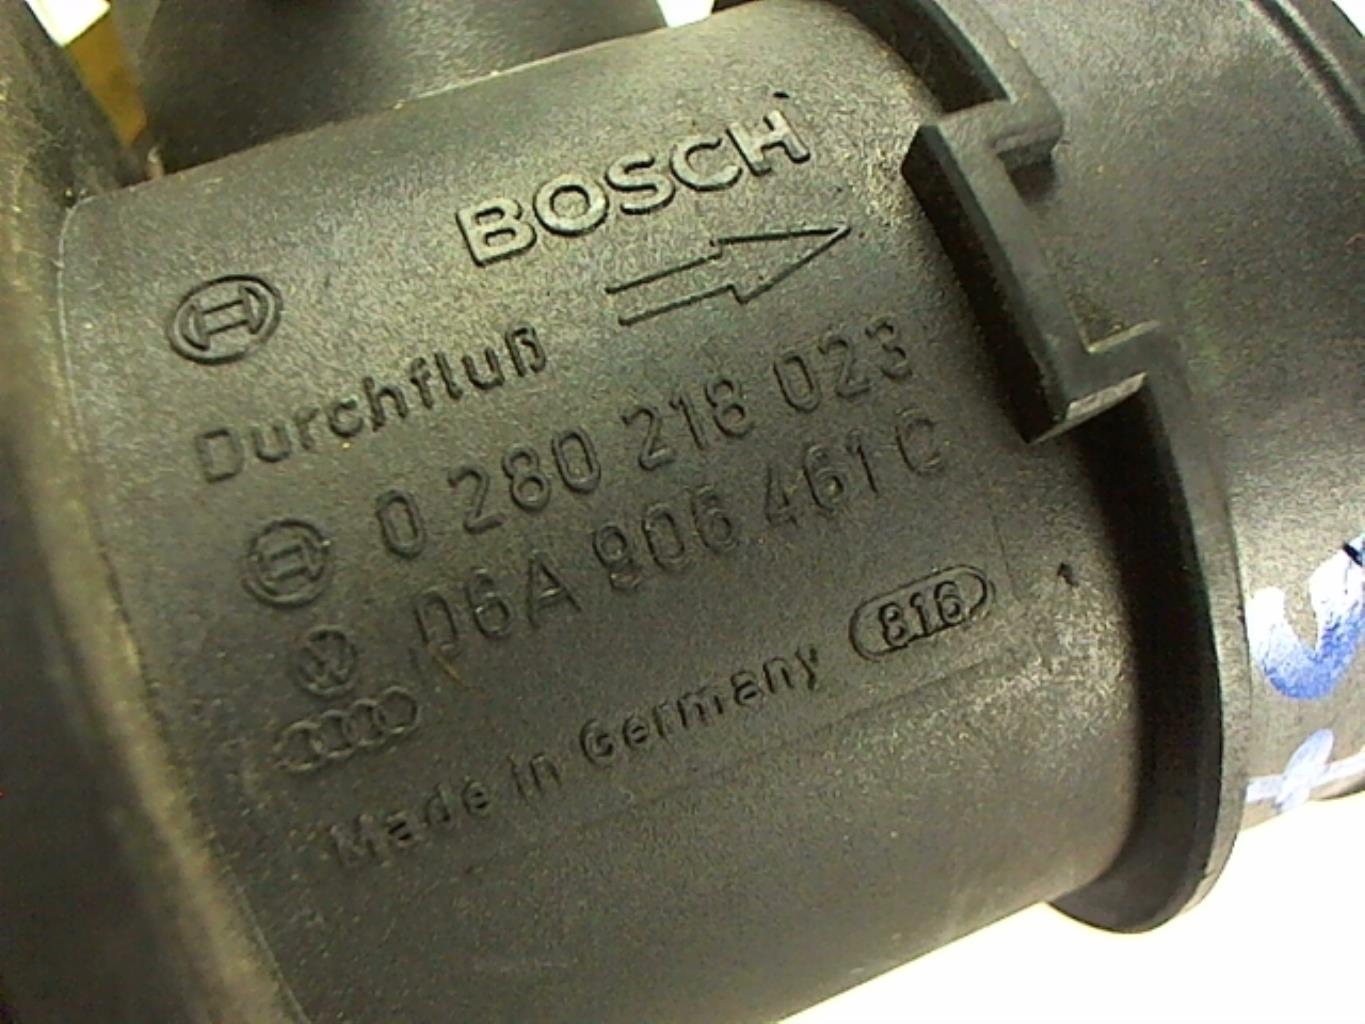 BOSCH
Durchfluß
0 280 218 023
06A 906 461 C
Made in Germany 816